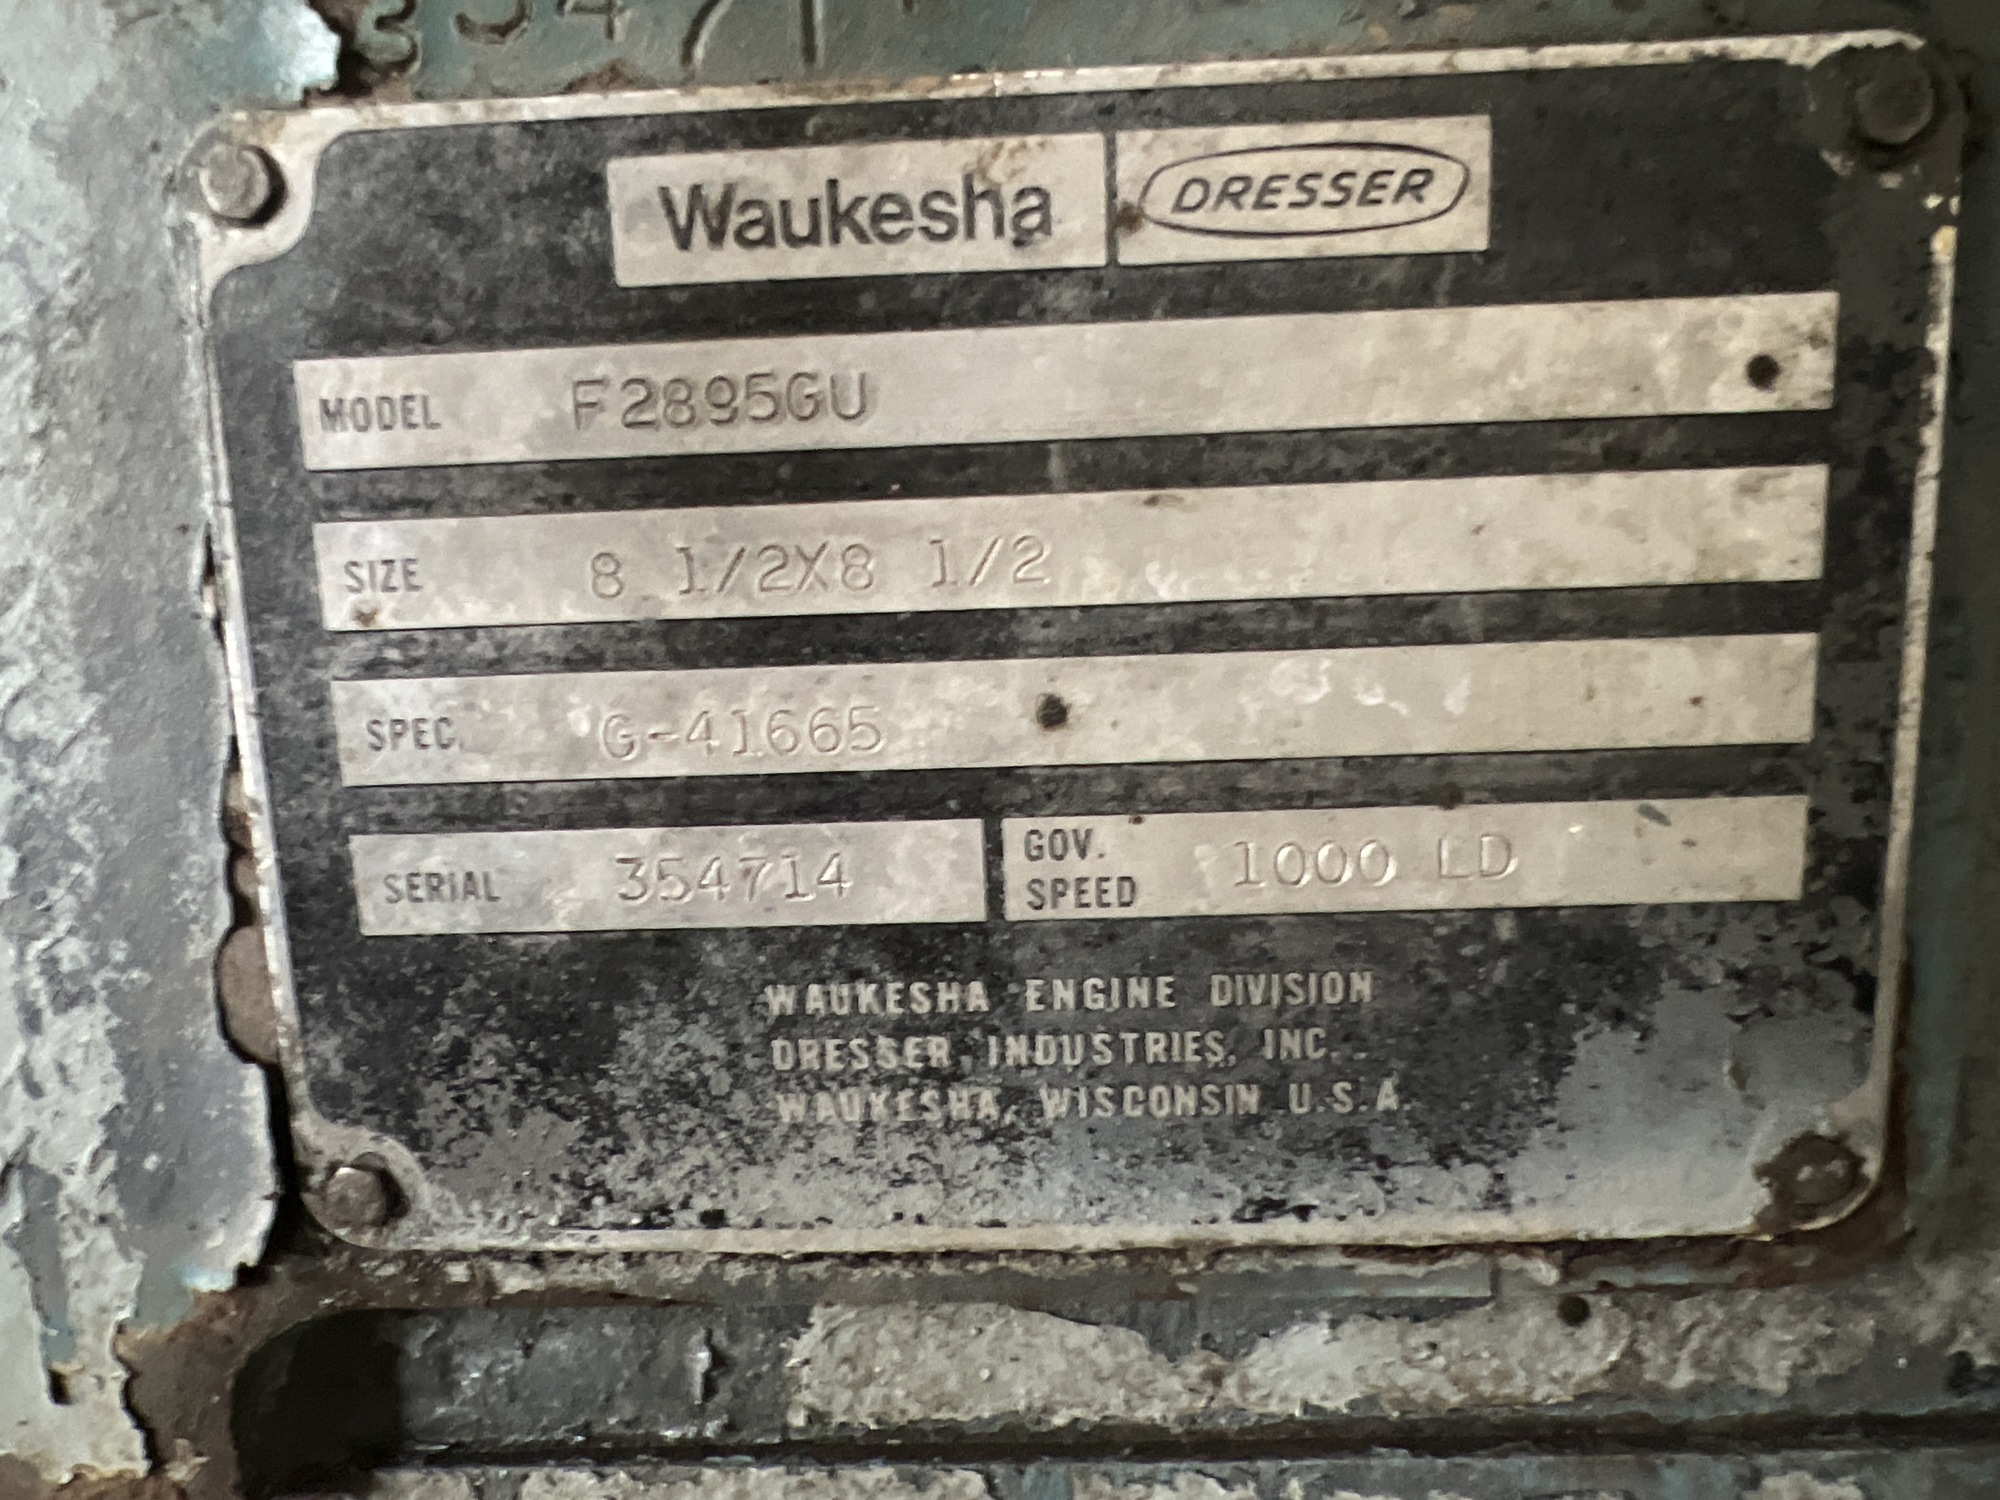 35471
Waukesha DRESSER
MODEL F2895GU
SIZE 8 1/2X8 1/2
SPEC. G-41665
SERIAL 354714 GOV. SPEED 1000 LD
WAUKESHA ENGINE DIVISION
DRESSER INDUSTRIES, INC.
WAUKESHA, WISCONSIN U.S.A.